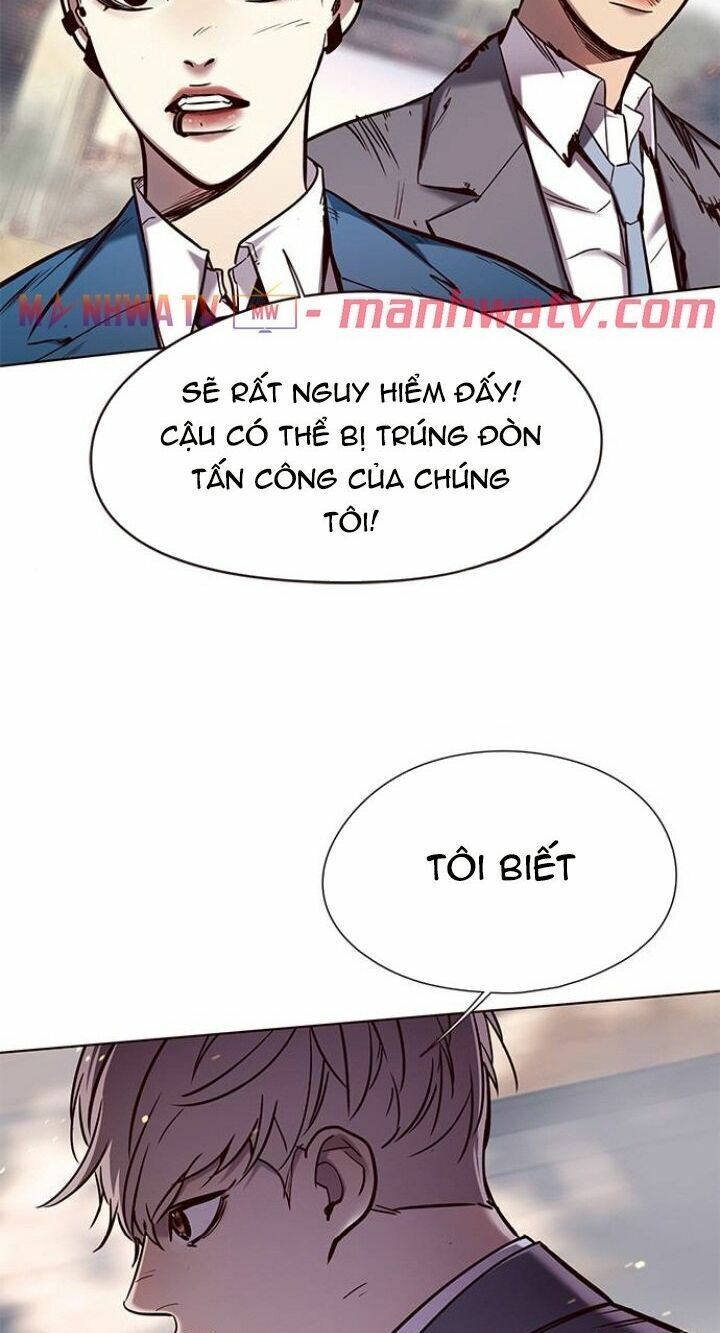 MANHWATV MW - manhwatv.com
SẼ RẤT NGUY HIỂM ĐẤY!
CẬU CÓ THỂ BỊ TRÚNG ĐÒN
TẤN CÔNG CỦA CHÚNG
TÔI!
TÔI BIẾT